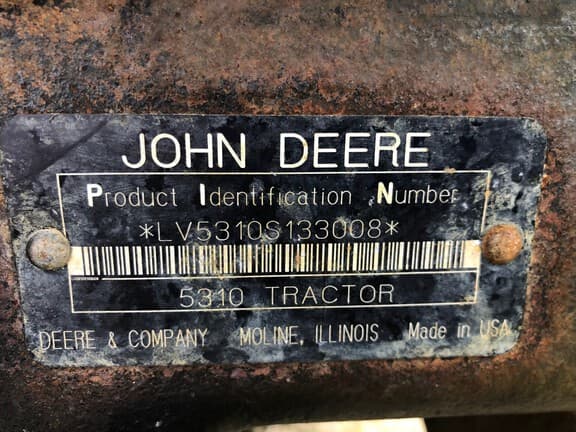 JOHN DEERE
Product Identification Number
*LV5310S133008*
5310 TRACTOR
DEERE & COMPANY MOLINE, ILLINOIS Made in USA